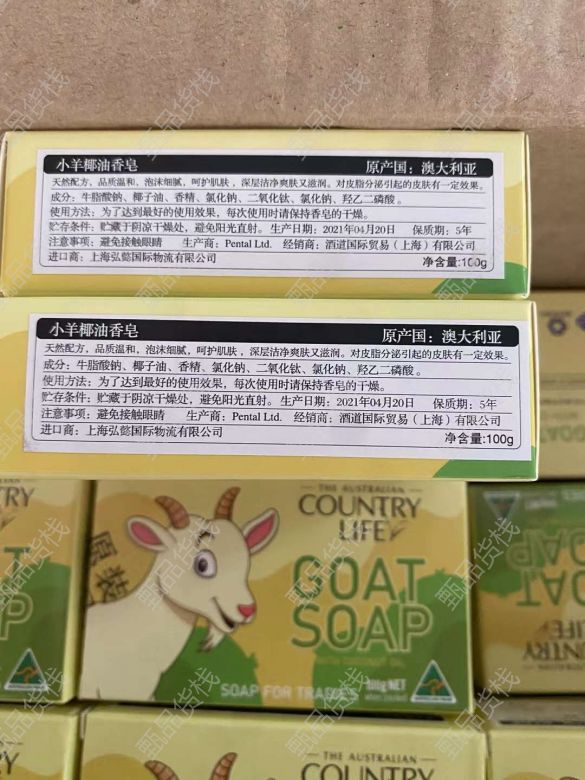 小羊椰油香皂 原产国：澳大利亚
天然配方，品质温和，泡沫细腻，呵护肌肤，深层洁净爽肤又滋润。对皮脂分泌引起的皮肤有一定效果。
成分：牛脂酸钠、椰子油、香精、氯化钠、二氧化钛、氯化钠、羟乙二磷酸。
使用方法：为了达到最好的使用效果，每次使用时请保持香皂的干燥。
贮存条件：贮藏于阴凉干燥处，避免阳光直射。生产日期：2021年04月20日 保质期：5年
注意事项：避免接触眼睛 生产商：Pental Ltd. 经销商：酒道国际贸易（上海）有限公司
进口商：上海弘懿国际物流有限公司 净含量:100g
小羊椰油香皂 原产国：澳大利亚
天然配方，品质温和，泡沫细腻，呵护肌肤，深层洁净爽肤又滋润。对皮脂分泌引起的皮肤有一定效果。
成分：牛脂酸钠、椰子油、香精、氯化钠、二氧化钛、氯化钠、羟乙二磷酸。
使用方法：为了达到最好的使用效果，每次使用时请保持香皂的干燥。
贮存条件：贮藏于阴凉干燥处，避免阳光直射。生产日期：2021年04月20日 保质期：5年
注意事项：避免接触眼睛 生产商：Pental Ltd. 经销商：酒道国际贸易（上海）有限公司
进口商：上海弘懿国际物流有限公司 净含量:100g
THE AUSTRALIAN
COUNTRY
LIFE
原装
GOAT
SOAP
WITH COCONUT OIL
SOAP FOR TRADIES
100g NET
THE AUSTRALIAN
COUNTRY
甄品货栈